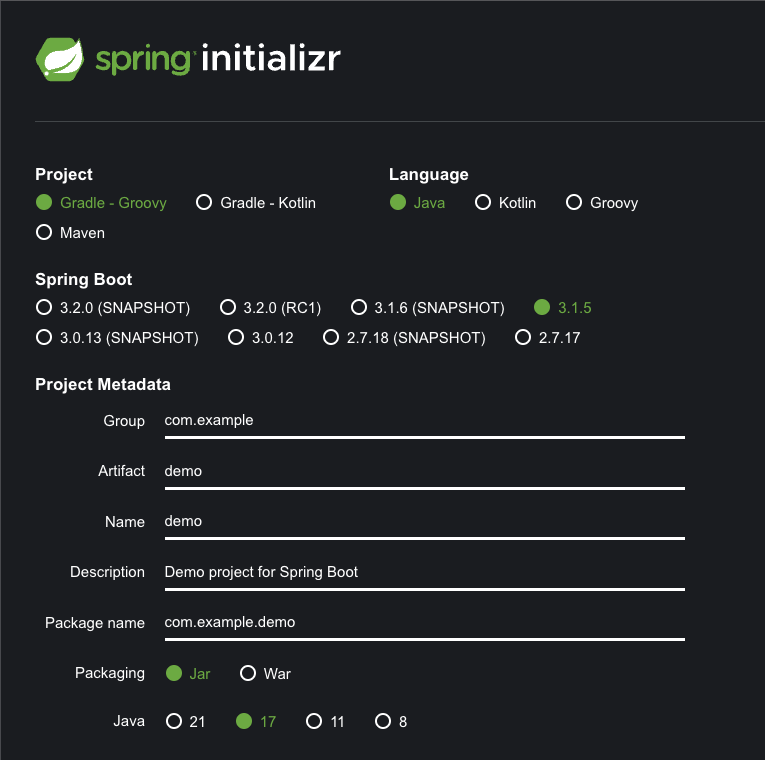 spring initializr
Project
Language
Gradle - Groovy Gradle - Kotlin
Java Kotlin Groovy
Maven
Spring Boot
3.2.0 (SNAPSHOT) 3.2.0 (RC1) 3.1.6 (SNAPSHOT) 3.1.5
3.0.13 (SNAPSHOT) 3.0.12 2.7.18 (SNAPSHOT) 2.7.17
Project Metadata
Group com.example
Artifact demo
Name demo
Description Demo project for Spring Boot
Package name com.example.demo
Packaging Jar War
Java 21 17 11 8